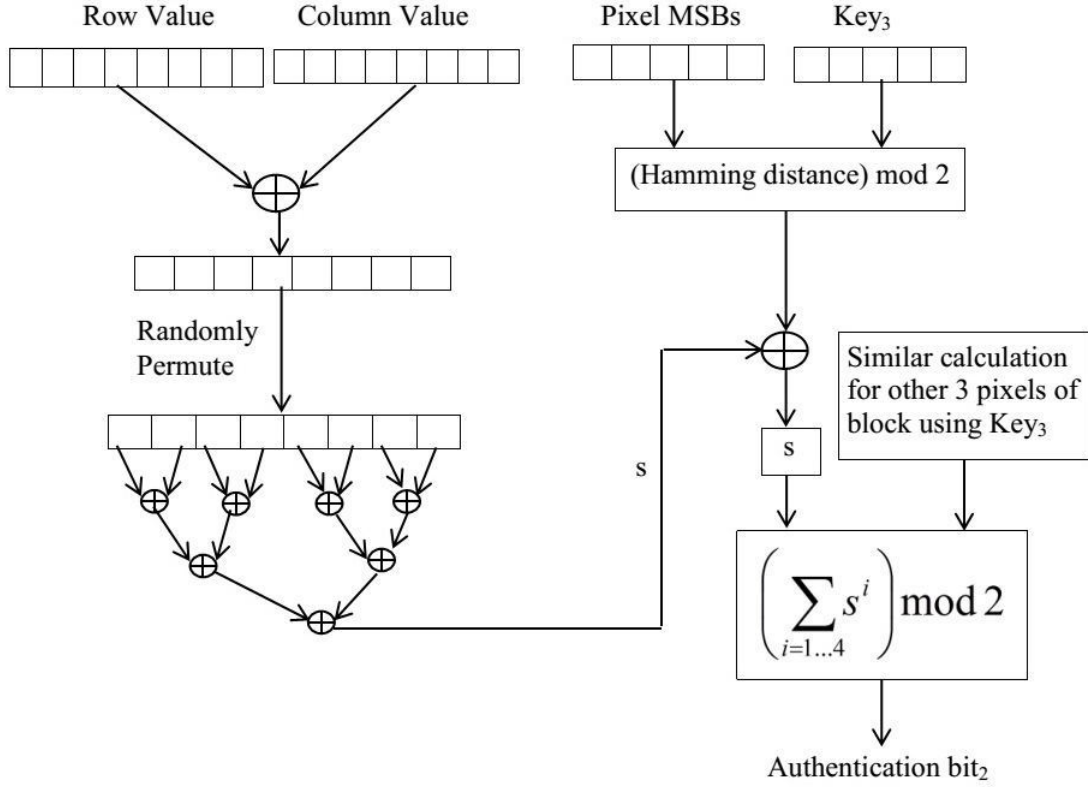 Row Value
Column Value
Pixel MSBs
Key₃
(Hamming distance) mod 2
Randomly
Permute
Similar calculation
for other 3 pixels of
block using Key₃
s
s
(∑ sⁱ) mod 2
i=1...4
Authentication bit₂